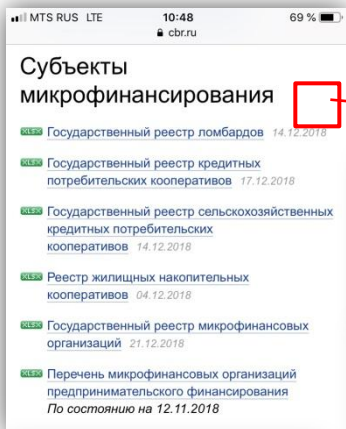 MTS RUS LTE 10:48 69 %
cbr.ru
Субъекты
микрофинансирования
XLSX Государственный реестр ломбардов 14.12.2018
XLSX Государственный реестр кредитных
потребительских кооперативов 17.12.2018
XLSX Государственный реестр сельскохозяйственных
кредитных потребительских
кооперативов 14.12.2018
XLSX Реестр жилищных накопительных
кооперативов 04.12.2018
XLSX Государственный реестр микрофинансовых
организаций 21.12.2018
XLSX Перечень микрофинансовых организаций
предпринимательского финансирования
По состоянию на 12.11.2018